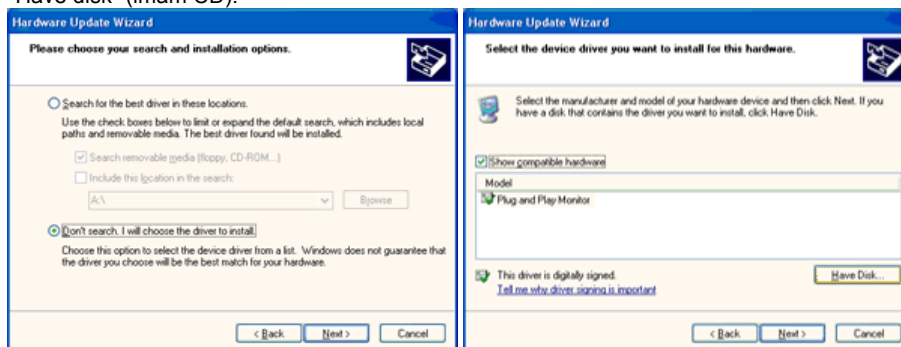 "Have disk" (imam CD).
Hardware Update Wizard
Please choose your search and installation options.
Search for the best driver in these locations.
Use the check boxes below to limit or expand the default search, which includes local
paths and removable media. The best driver found will be installed.
Search removable media (floppy, CD-ROM...)
Include this location in the search:
A:\
Browse
Don't search. I will choose the driver to install.
Choose this option to select the device driver from a list. Windows does not guarantee that
the driver you choose will be the best match for your hardware.
< Back
Next >
Cancel
Hardware Update Wizard
Select the device driver you want to install for this hardware.
Select the manufacturer and model of your hardware device and then click Next. If you
have a disk that contains the driver you want to install, click Have Disk.
Show compatible hardware
Model
Plug and Play Monitor
This driver is digitally signed.
Tell me why driver signing is important
Have Disk...
< Back
Next >
Cancel